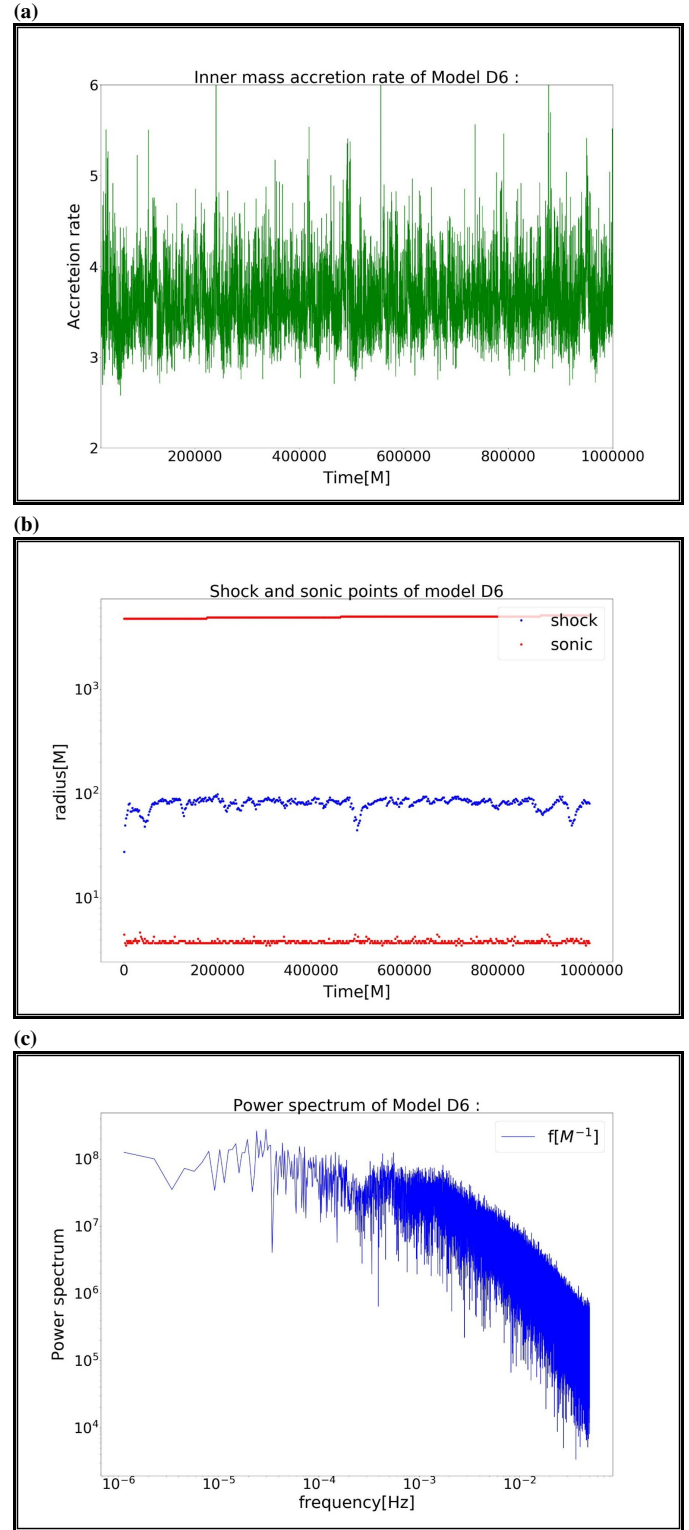 (a)
Inner mass accretion rate of Model D6 :
6
5
4
3
2
Accreteion rate
200000 400000 600000 800000 1000000
Time[M]
(b)
Shock and sonic points of model D6
shock
sonic
10³
10²
10¹
radius[M]
0 200000 400000 600000 800000 1000000
Time[M]
(c)
Power spectrum of Model D6 :
f[M⁻¹]
10⁸
10⁷
10⁶
10⁵
10⁴
Power spectrum
10⁻⁶ 10⁻⁵ 10⁻⁴ 10⁻³ 10⁻²
frequency[Hz]